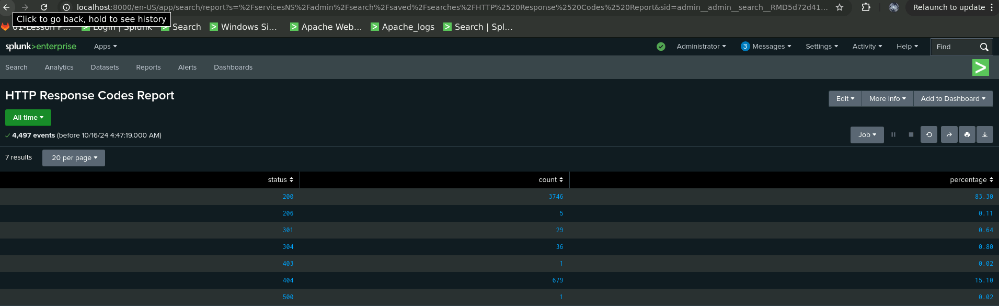 localhost:8000/en-US/app/search/report?s=%2FservicesNS%2Fadmin%2Fsearch%2Fsaved%2Fsearches%2FHTTP%2520Response%2520Codes%2520Report&sid=admin__admin__search__RMD5d72d41... Relaunch to update
Click to go back, hold to see history
01-Lesson P... Login | Splunk Search Windows Si... Apache Web... Apache_logs Search | Spl...
splunk>enterprise Apps Administrator 3 Messages Settings Activity Help Find
Search Analytics Datasets Reports Alerts Dashboards
HTTP Response Codes Report
Edit More Info Add to Dashboard
All time
4,497 events (before 10/16/24 4:47:19.000 AM) Job
7 results 20 per page
status count percentage
200 3746 83.30
206 5 0.11
301 29 0.64
304 36 0.80
403 1 0.02
404 679 15.10
500 1 0.02